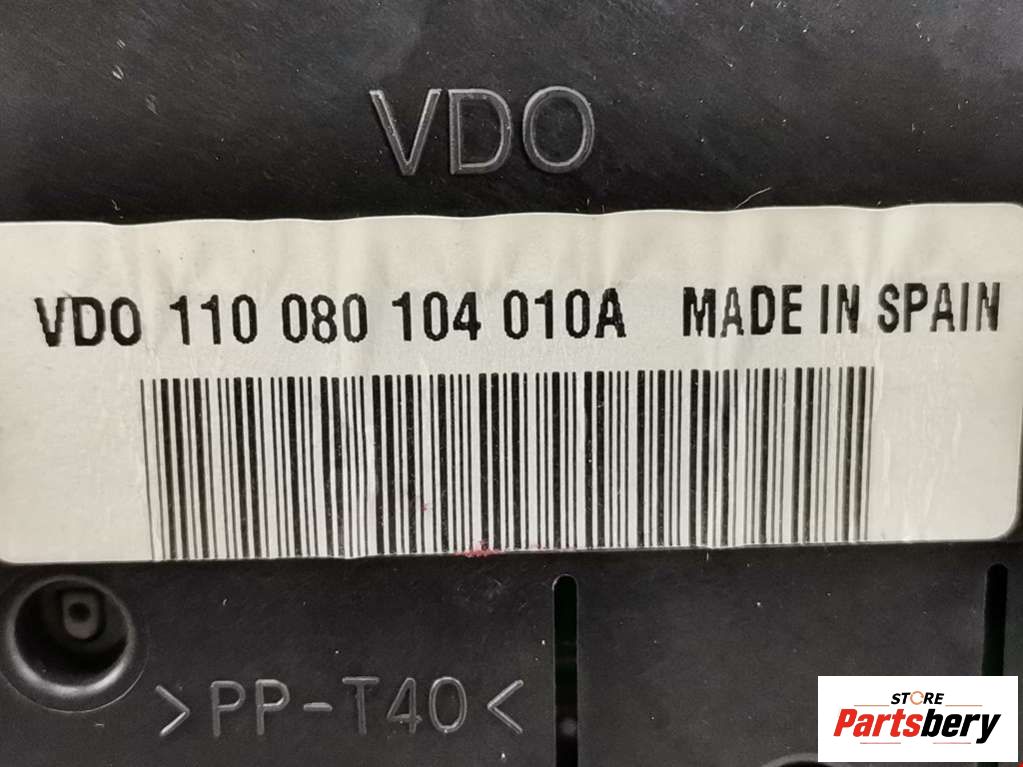 VDO
VDO 110 080 104 010A MADE IN SPAIN
>PP-T40<
STORE
Partsbery